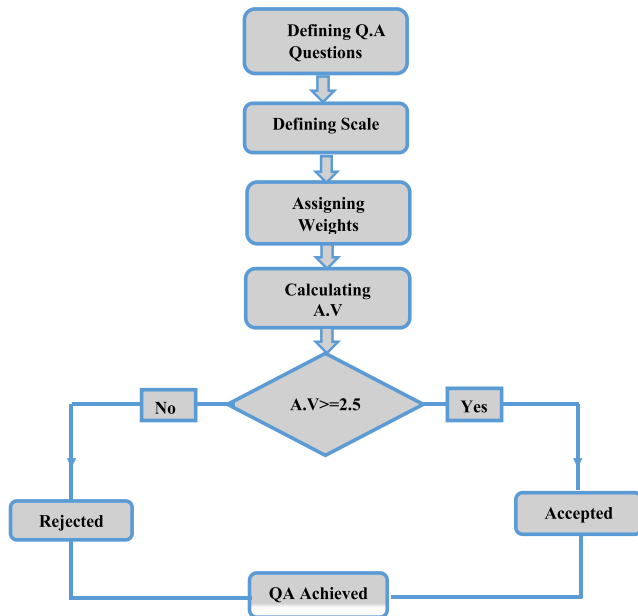 Defining Q.A
Questions
Defining Scale
Assigning
Weights
Calculating
A.V
A.V>=2.5
No
Yes
Rejected
Accepted
QA Achieved